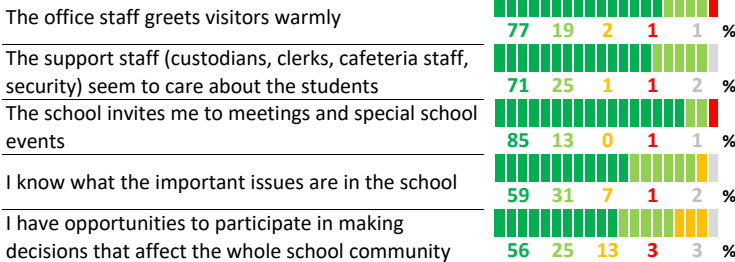 The office staff greets visitors warmly
77 19 2 1 1 %
The support staff (custodians, clerks, cafeteria staff,
security) seem to care about the students
71 25 1 1 2 %
The school invites me to meetings and special school
events
85 13 0 1 1 %
I know what the important issues are in the school
59 31 7 1 2 %
I have opportunities to participate in making
decisions that affect the whole school community
56 25 13 3 3 %